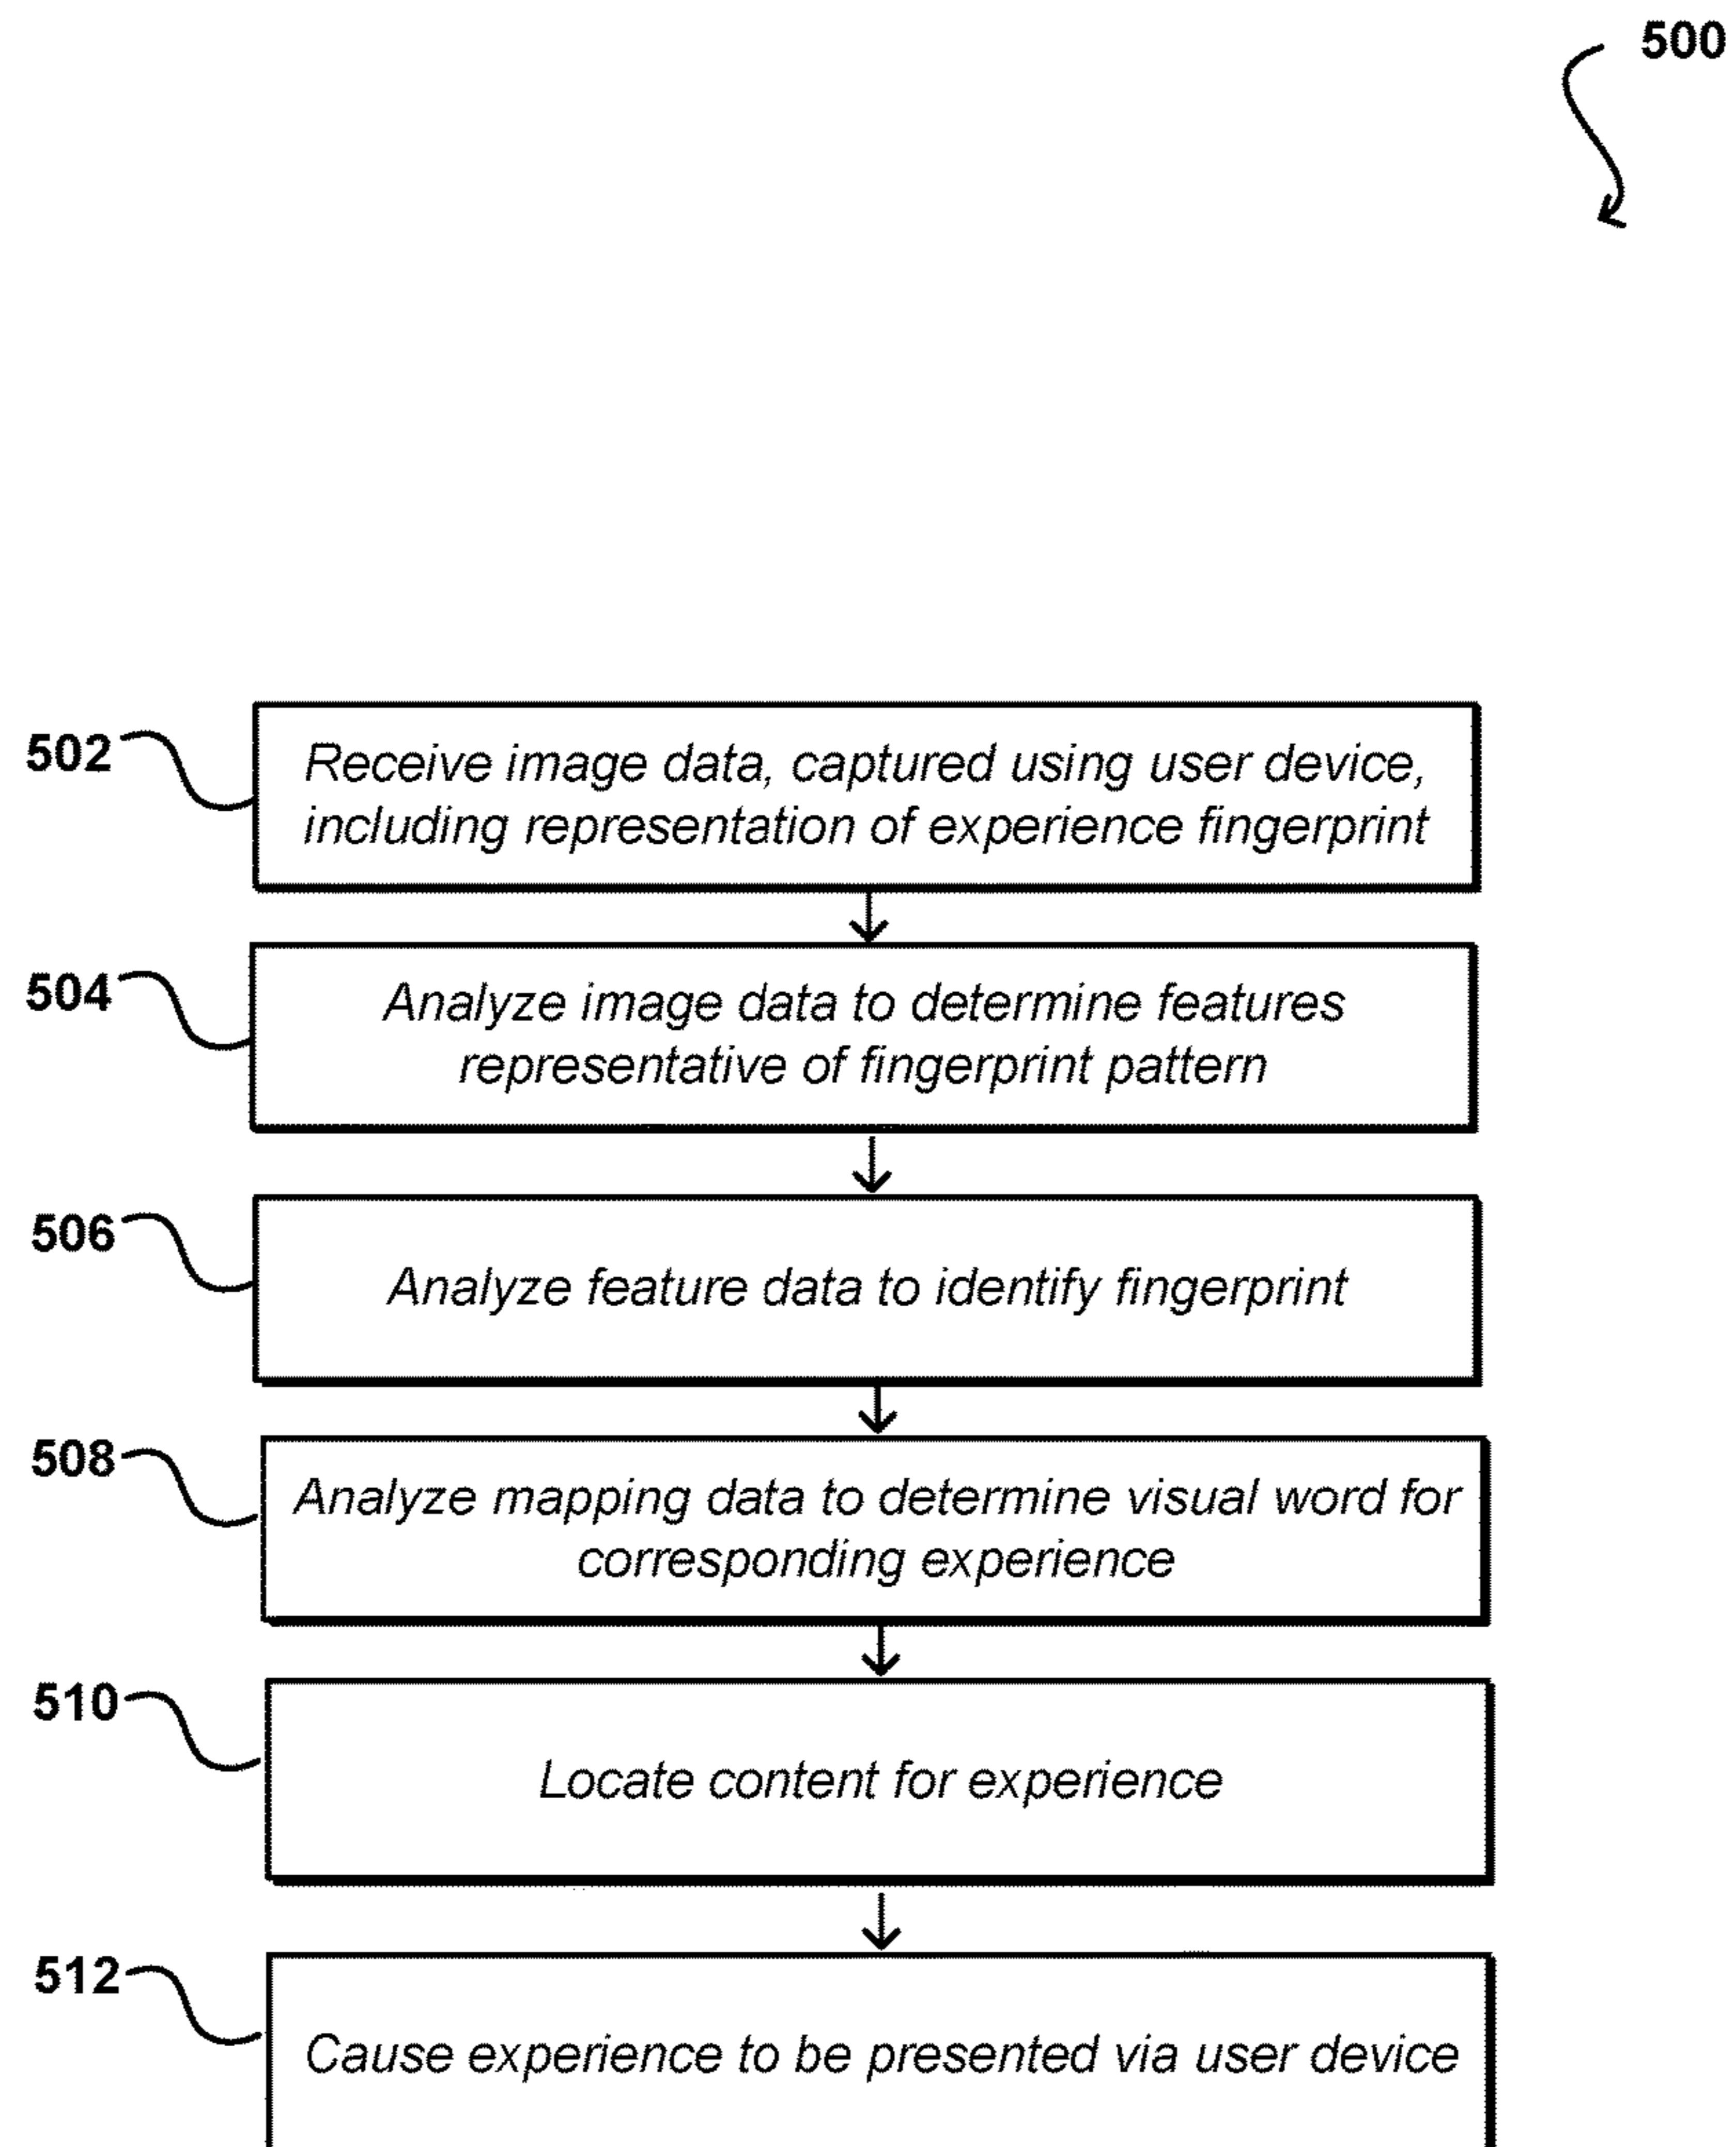 500
502
Receive image data, captured using user device,
including representation of experience fingerprint
504
Analyze image data to determine features
representative of fingerprint pattern
506
Analyze feature data to identify fingerprint
508
Analyze mapping data to determine visual word for
corresponding experience
510
Locate content for experience
512
Cause experience to be presented via user device